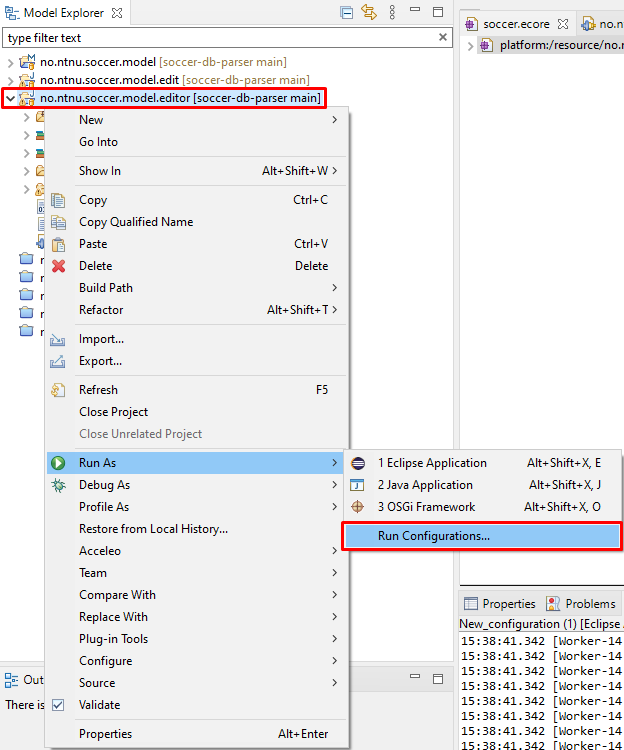 Model Explorer
type filter text
no.ntnu.soccer.model [soccer-db-parser main]
no.ntnu.soccer.model.edit [soccer-db-parser main]
no.ntnu.soccer.model.editor [soccer-db-parser main]
New
Go Into
Show In Alt+Shift+W
Copy Ctrl+C
Copy Qualified Name
Paste Ctrl+V
Delete Delete
Build Path
Refactor Alt+Shift+T
Import...
Export...
Refresh F5
Close Project
Close Unrelated Project
Run As
Debug As
Profile As
Restore from Local History...
Acceleo
Team
Compare With
Replace With
Plug-in Tools
Configure
Source
Validate
Properties Alt+Enter
1 Eclipse Application Alt+Shift+X, E
2 Java Application Alt+Shift+X, J
3 OSGi Framework Alt+Shift+X, O
Run Configurations...
soccer.ecore no.n
platform:/resource/no.n
Properties Problems
New_configuration (1) [Eclipse
15:38:41.342 [Worker-14
15:38:41.342 [Worker-14
15:38:41.342 [Worker-14
15:38:41.342 [Worker-14
15:38:41.342 [Worker-14
15:38:41.342 [Worker-14
15:38:41.342 [Worker-14
15:38:41.342 [Worker-14
Out
There is